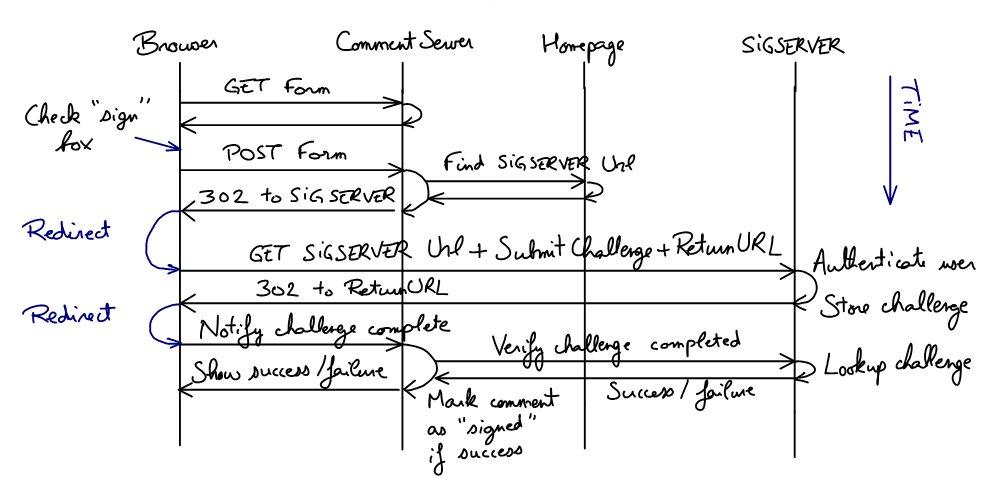 Browser
Comment Server
Homepage
SiGSERVER
TiME
GET Form
Check "sign"
box
POST Form
Find SiGSERVER Url
302 to SiGSERVER
Redirect
GET SiGSERVER Url + Submit Challenge + ReturnURL
Authenticate user
302 to ReturnURL
Store challenge
Redirect
Notify challenge complete
Verify challenge completed
Show success/failure
Lookup challenge
Success/failure
Mark comment
as "signed"
if success